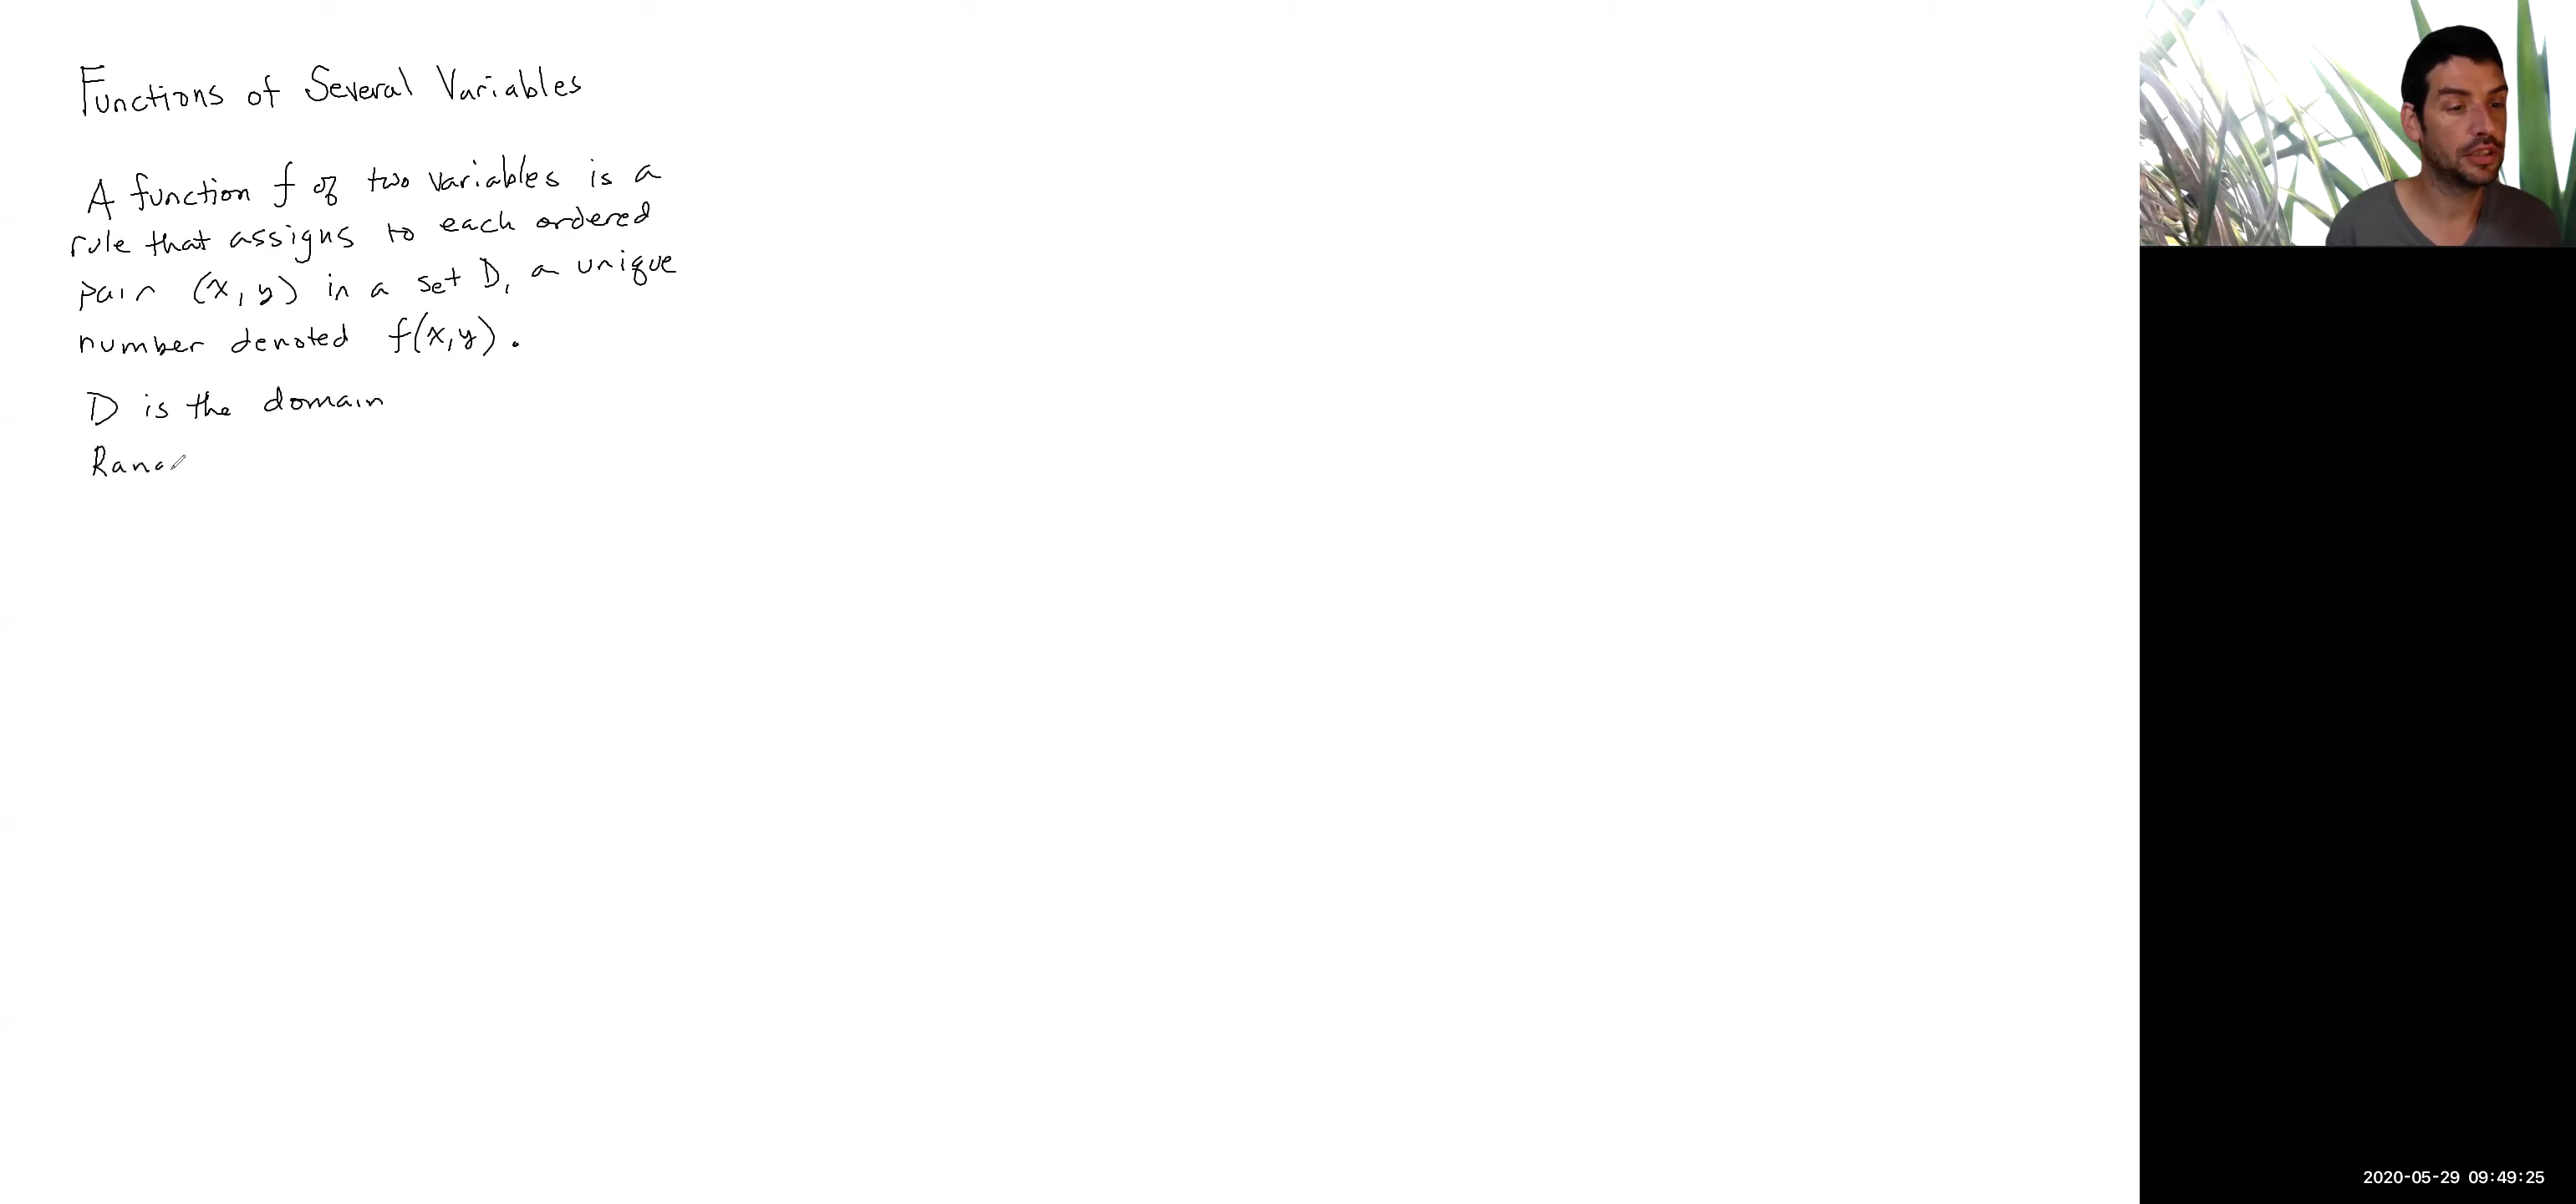 Functions of Several Variables
A function f of two variables is a
rule that assigns to each ordered
pair (x, y) in a set D, a unique
number denoted f(x,y).
D is the domain
Rang
2020-05-29 09:49:25